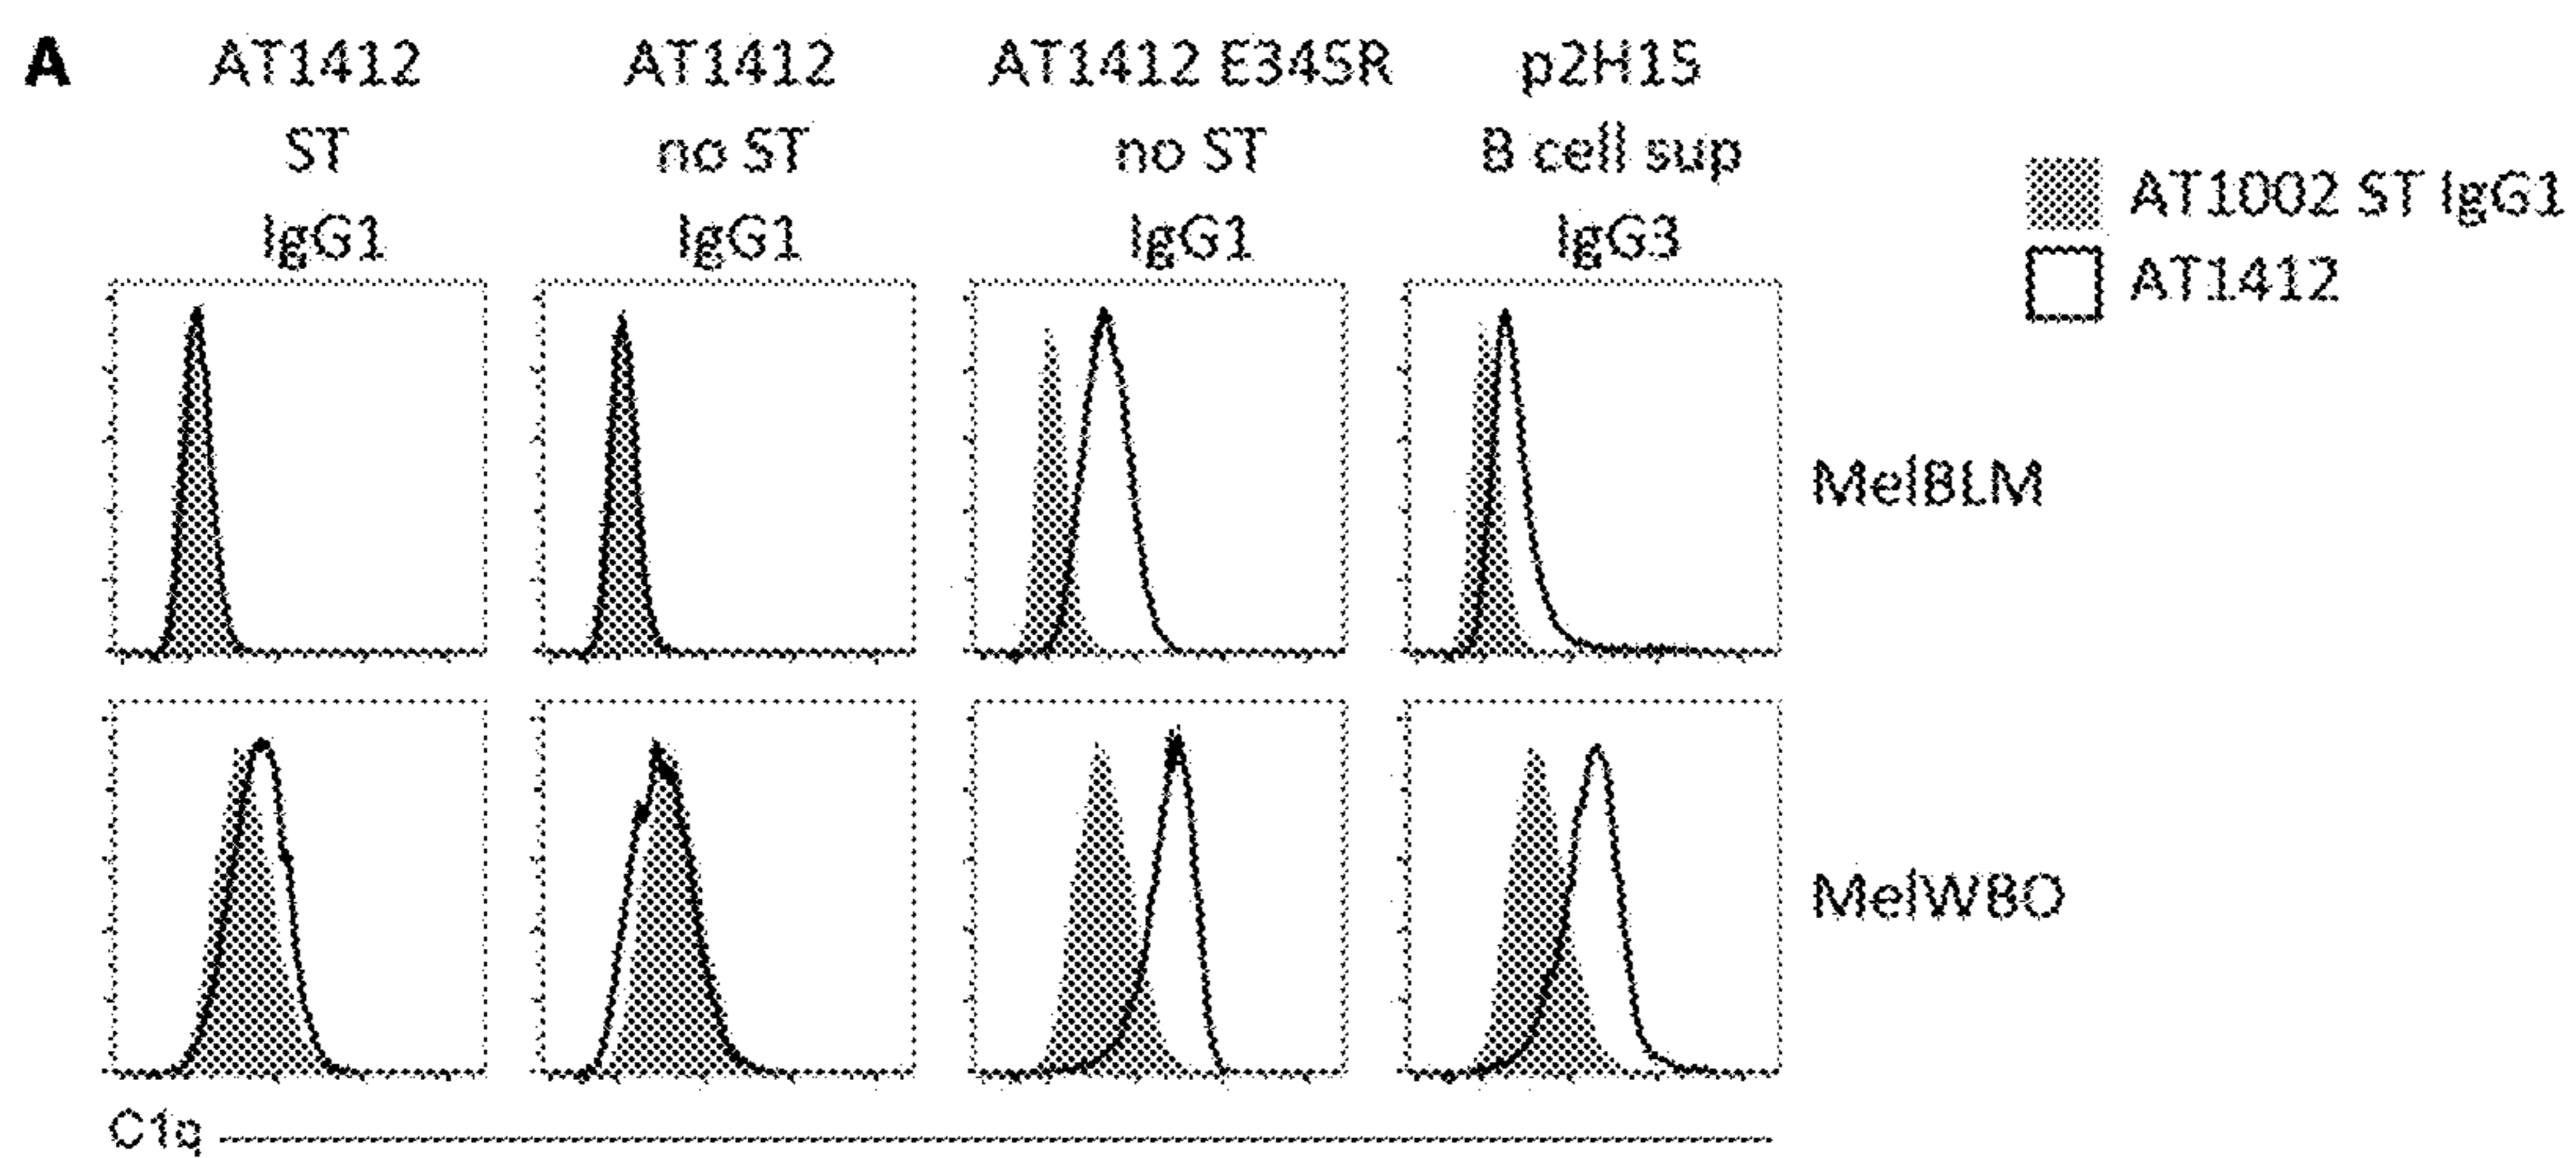 A
AT1412 AT1412 AT1412 E345R p2H15
ST no ST no ST B cell sup
IgG1 IgG1 IgG1 IgG3
AT1002 ST IgG1
AT1412
MelBLM
MelWBO
C1q